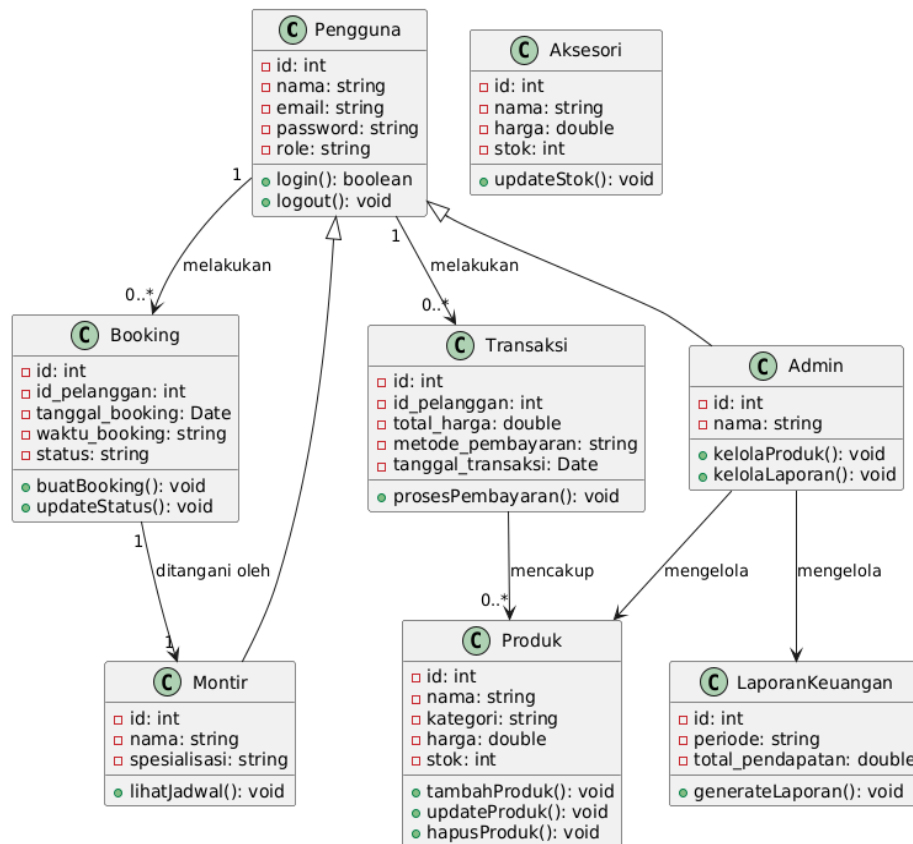 C Pengguna
id: int
nama: string
email: string
password: string
role: string
login(): boolean
logout(): void
C Aksesori
id: int
nama: string
harga: double
stok: int
updateStok(): void
1
melakukan
0..*
1
melakukan
0..*
C Booking
id: int
id_pelanggan: int
tanggal_booking: Date
waktu_booking: string
status: string
buatBooking(): void
updateStatus(): void
C Transaksi
id: int
id_pelanggan: int
total_harga: double
metode_pembayaran: string
tanggal_transaksi: Date
prosesPembayaran(): void
C Admin
id: int
nama: string
kelolaProduk(): void
kelolaLaporan(): void
1
ditangani oleh
1
mencakup
0..*
mengelola
mengelola
C Montir
id: int
nama: string
spesialisasi: string
lihatJadwal(): void
C Produk
id: int
nama: string
kategori: string
harga: double
stok: int
tambahProduk(): void
updateProduk(): void
hapusProduk(): void
C LaporanKeuangan
id: int
periode: string
total_pendapatan: double
generateLaporan(): void